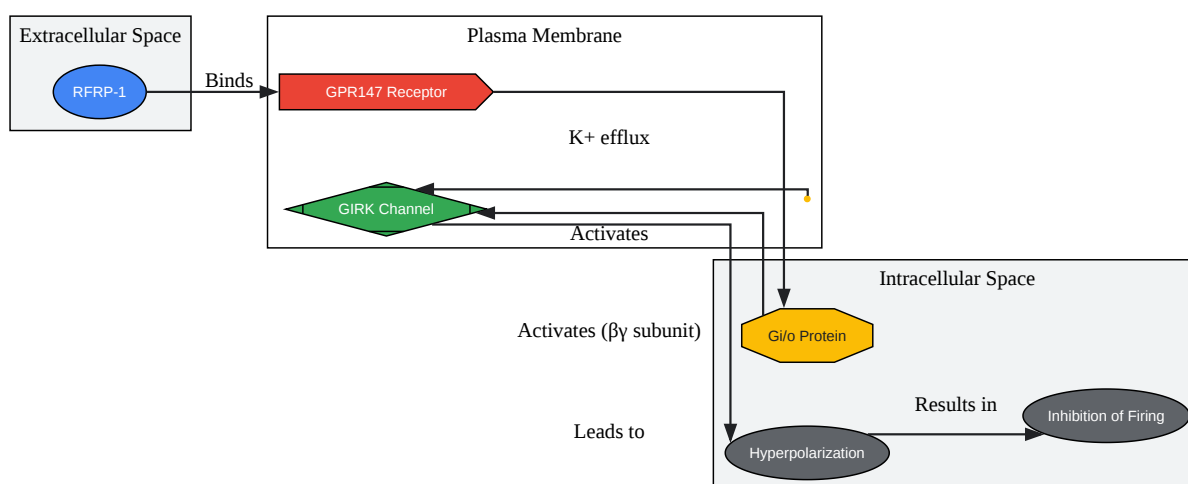 Extracellular Space
Plasma Membrane
RFRP-1
Binds
GPR147 Receptor
K+ efflux
GIRK Channel
Activates
Intracellular Space
Activates (βγ subunit)
Gi/o Protein
Leads to
Results in
Inhibition of Firing
Hyperpolarization